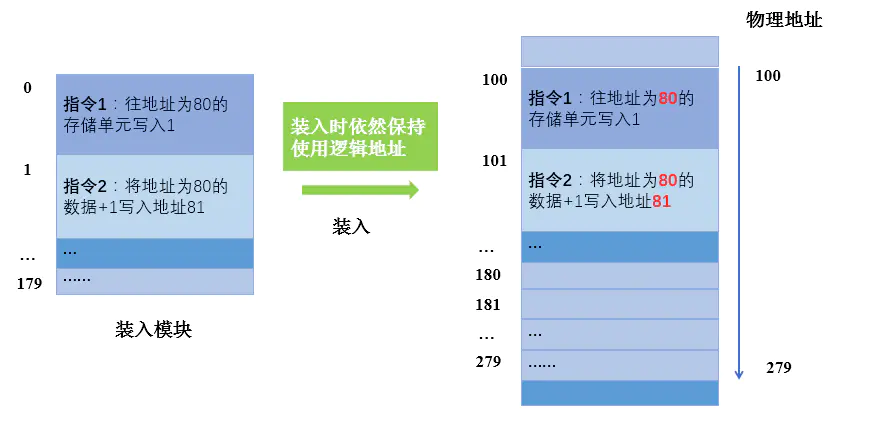 0
指令1：往地址为80的
存储单元写入1
1
指令2：将地址为80的
数据+1写入地址81
...
...
179
......
装入模块
装入时依然保持
使用逻辑地址
装入
物理地址
100
指令1：往地址为80的
存储单元写入1
101
指令2：将地址为80的
数据+1写入地址81
...
...
180
181
...
...
279
......
100
279